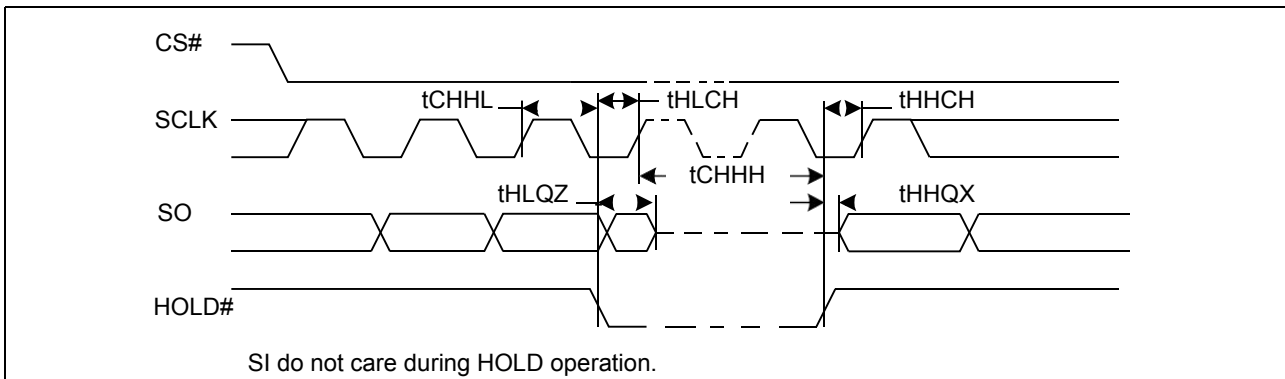 CS#
tCHHL
tHLCH
tHHCH
SCLK
tCHHH
tHLQZ
tHHQX
SO
HOLD#
SI do not care during HOLD operation.